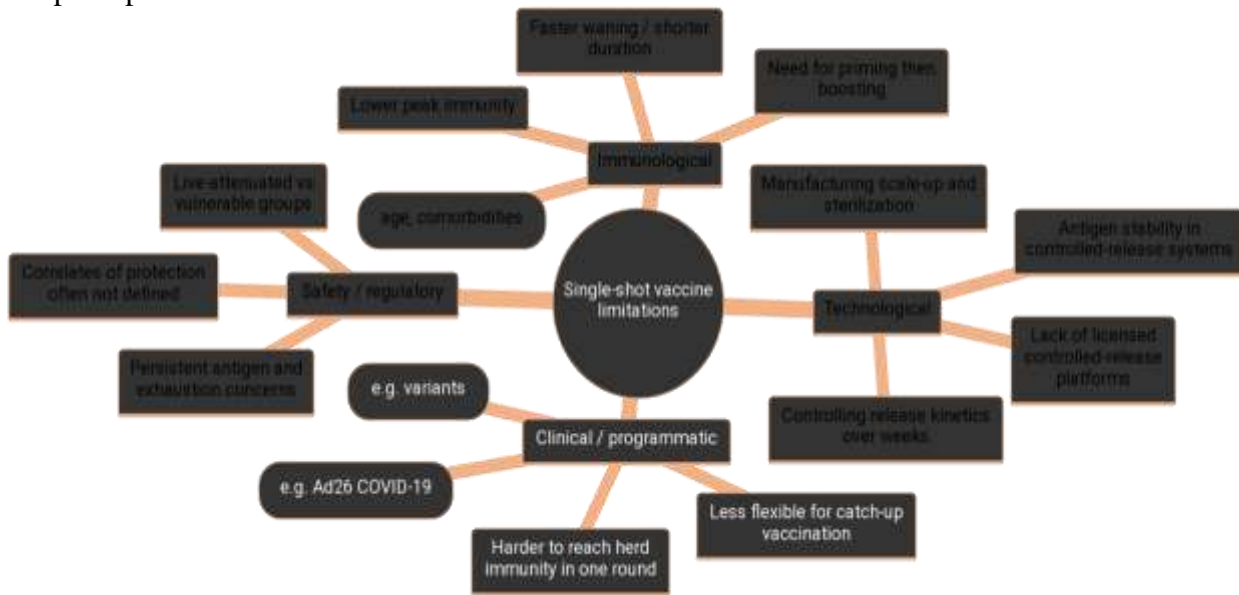 Faster waning / shorter
duration
Need for priming then
boosting
Lower peak immunity
Immunological
Live-attenuated vs
vulnerable groups
Manufacturing scale-up and
sterilization
age, comorbidities
Antigen stability in
controlled-release systems
Correlates of protection
often not defined
Safety / regulatory
Single-shot vaccine
limitations
Technological
Lack of licensed
controlled-release
platforms
Persistent antigen and
exhaustion concerns
e.g. variants
Controlling release kinetics
over weeks
Clinical / programmatic
e.g. Ad26 COVID-19
Less flexible for catch-up
vaccination
Harder to reach herd
immunity in one round